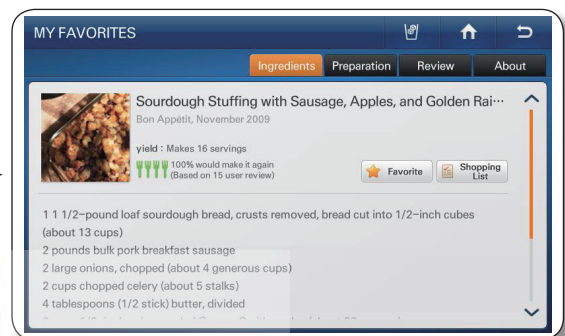 MY FAVORITES
Ingredients Preparation Review About
Sourdough Stuffing with Sausage, Apples, and Golden Rai···
Bon Appétit, November 2009
yield : Makes 16 servings
100% would make it again
(Based on 15 user review)
Favorite
Shopping
List
1 1 1/2-pound loaf sourdough bread, crusts removed, bread cut into 1/2-inch cubes
(about 13 cups)
2 pounds bulk pork breakfast sausage
2 large onions, chopped (about 4 generous cups)
2 cups chopped celery (about 5 stalks)
4 tablespoons (1/2 stick) butter, divided